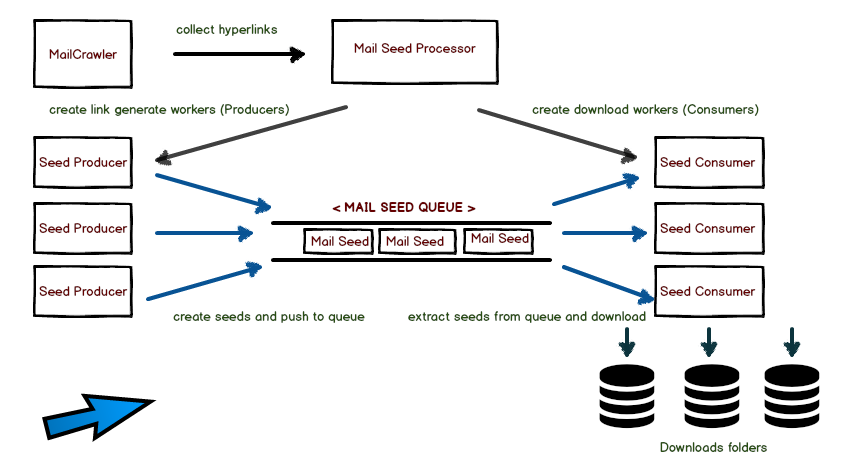 collect hyperlinks
MailCrawler
Mail Seed Processor
create link generate workers (Producers)
create download workers (Consumers)
Seed Producer
Seed Consumer
< MAIL SEED QUEUE >
Seed Producer
Mail Seed
Mail Seed
Mail Seed
Seed Consumer
Seed Producer
Seed Consumer
create seeds and push to queue
extract seeds from queue and download
Downloads folders